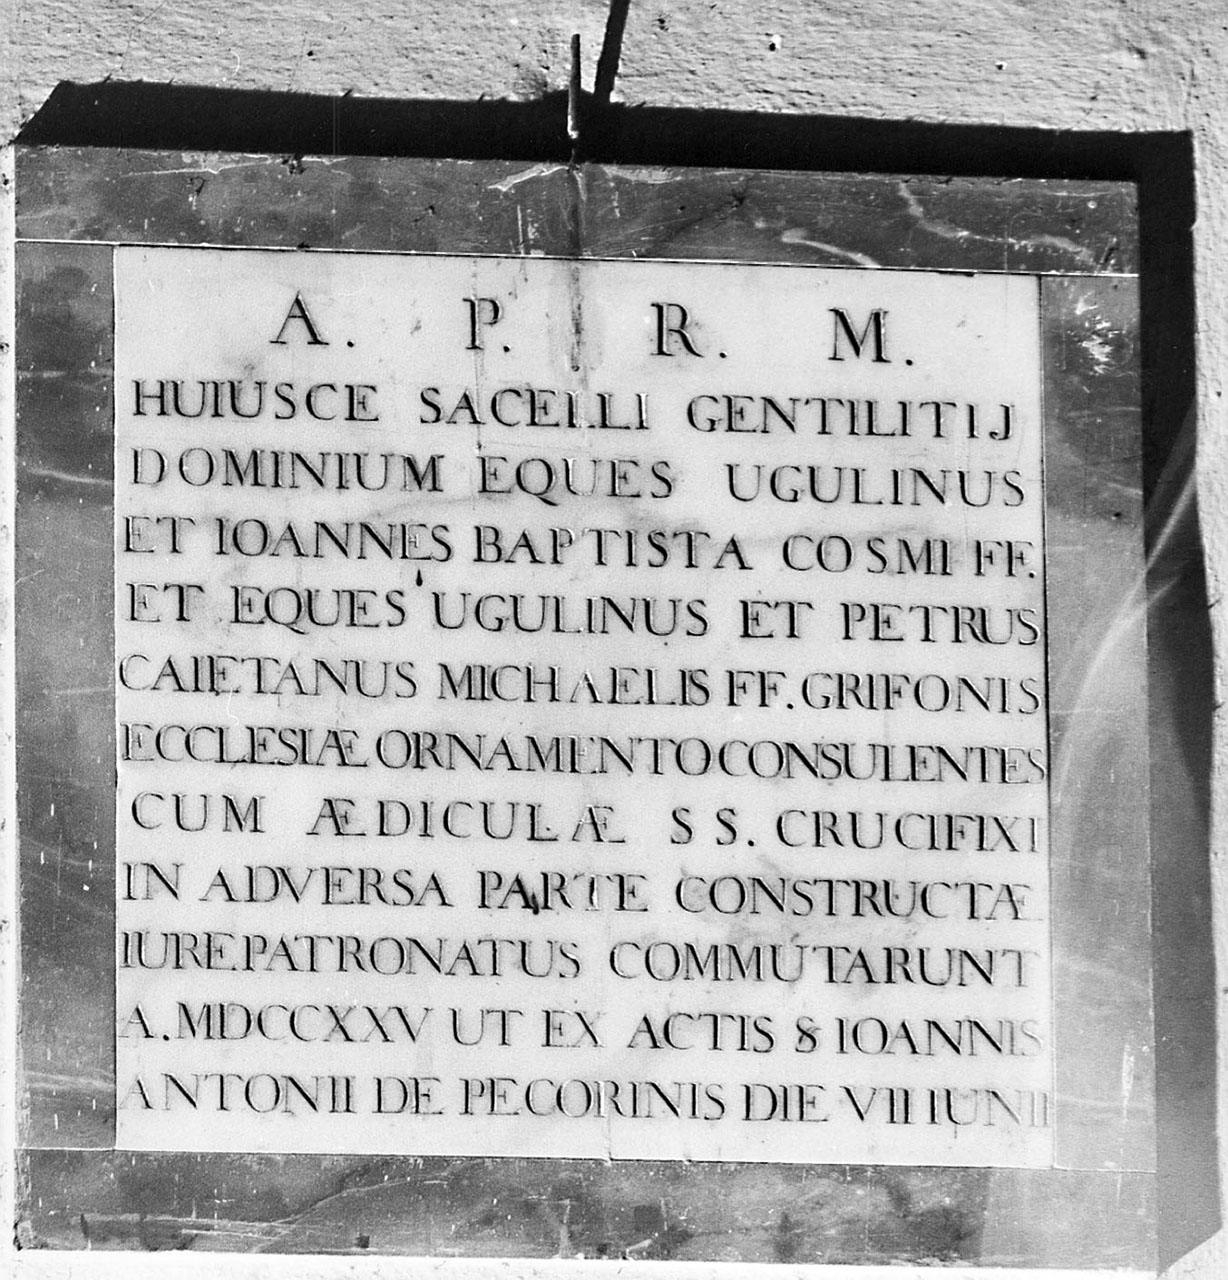 A. P. R. M.
HUIUSCE SACELLI GENTILITIJ
DOMINIUM EQUES UGULINUS
ET IOANNES BAPTISTA COSMI FF.
ET EQUES UGULINUS ET PETRUS
CAIETANUS MICHAELIS FF. GRIFONIS
ECCLESIÆ ORNAMENTO CONSULENTES
CUM ÆDICULÆ SS. CRUCIFIXI
IN ADVERSA PARTE CONSTRUCTÆ
IURE PATRONATUS COMMUTARUNT
A. MDCCXXV UT EX ACTIS & IOANNIS
ANTONII DE PECORINIS DIE VII IUNII